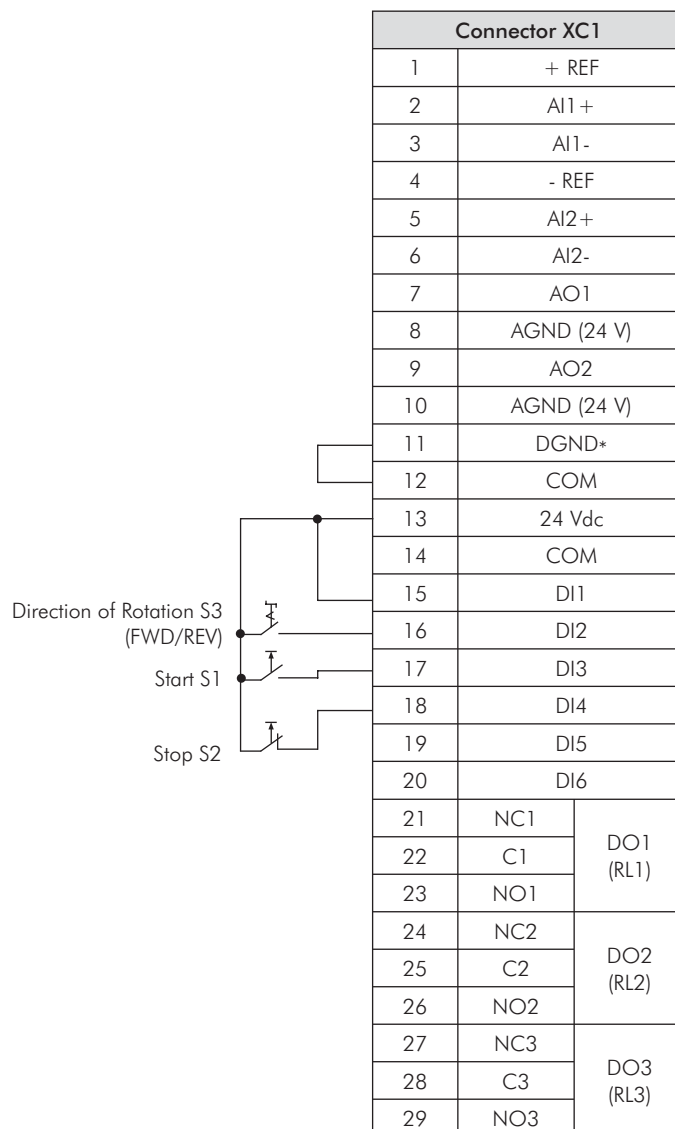 Connector XC1
1 + REF
2 AI1+
3 AI1-
4 - REF
5 AI2+
6 AI2-
7 AO1
8 AGND (24 V)
9 AO2
10 AGND (24 V)
11 DGND*
12 COM
13 24 Vdc
14 COM
15 DI1
Direction of Rotation S3
(FWD/REV)
16 DI2
Start S1
17 DI3
18 DI4
Stop S2
19 DI5
20 DI6
21 NC1
22 C1
23 NO1
DO1
(RL1)
24 NC2
25 C2
26 NO2
DO2
(RL2)
27 NC3
28 C3
29 NO3
DO3
(RL3)